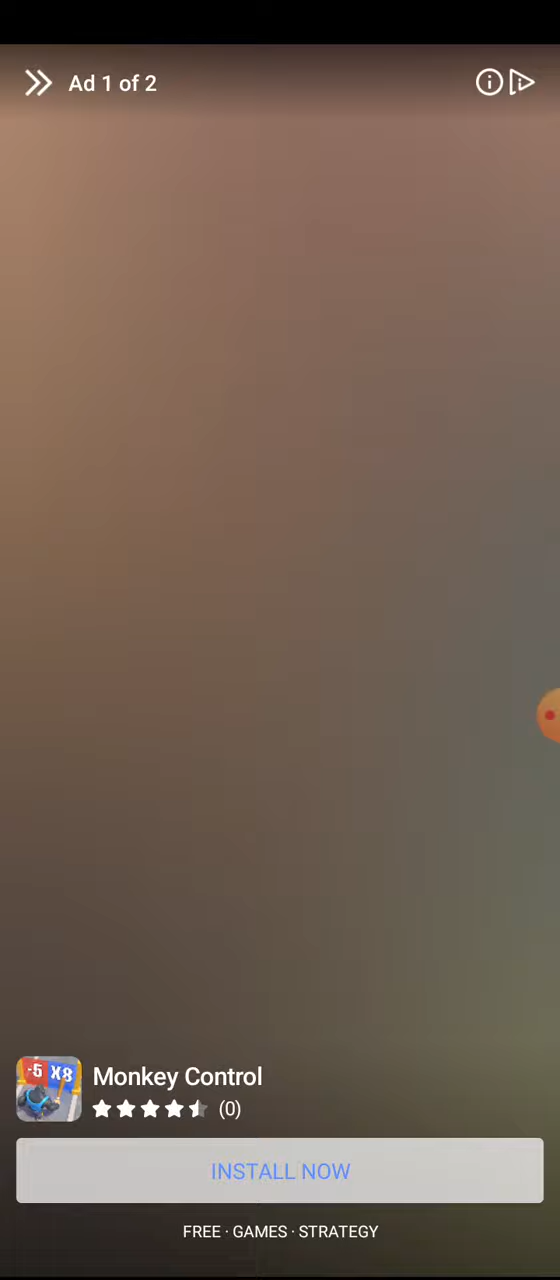 Ad 1 of 2
-5 X8
Monkey Control
(0)
INSTALL NOW
FREE · GAMES · STRATEGY